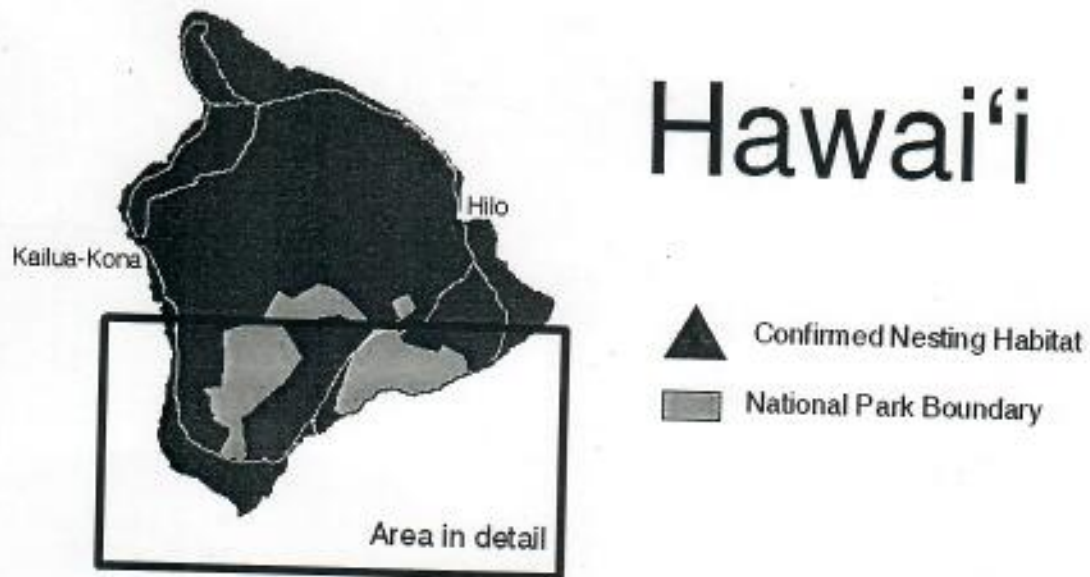 Hawai‘i
Hilo
Kailua-Kona
Confirmed Nesting Habitat
National Park Boundary
Area in detail